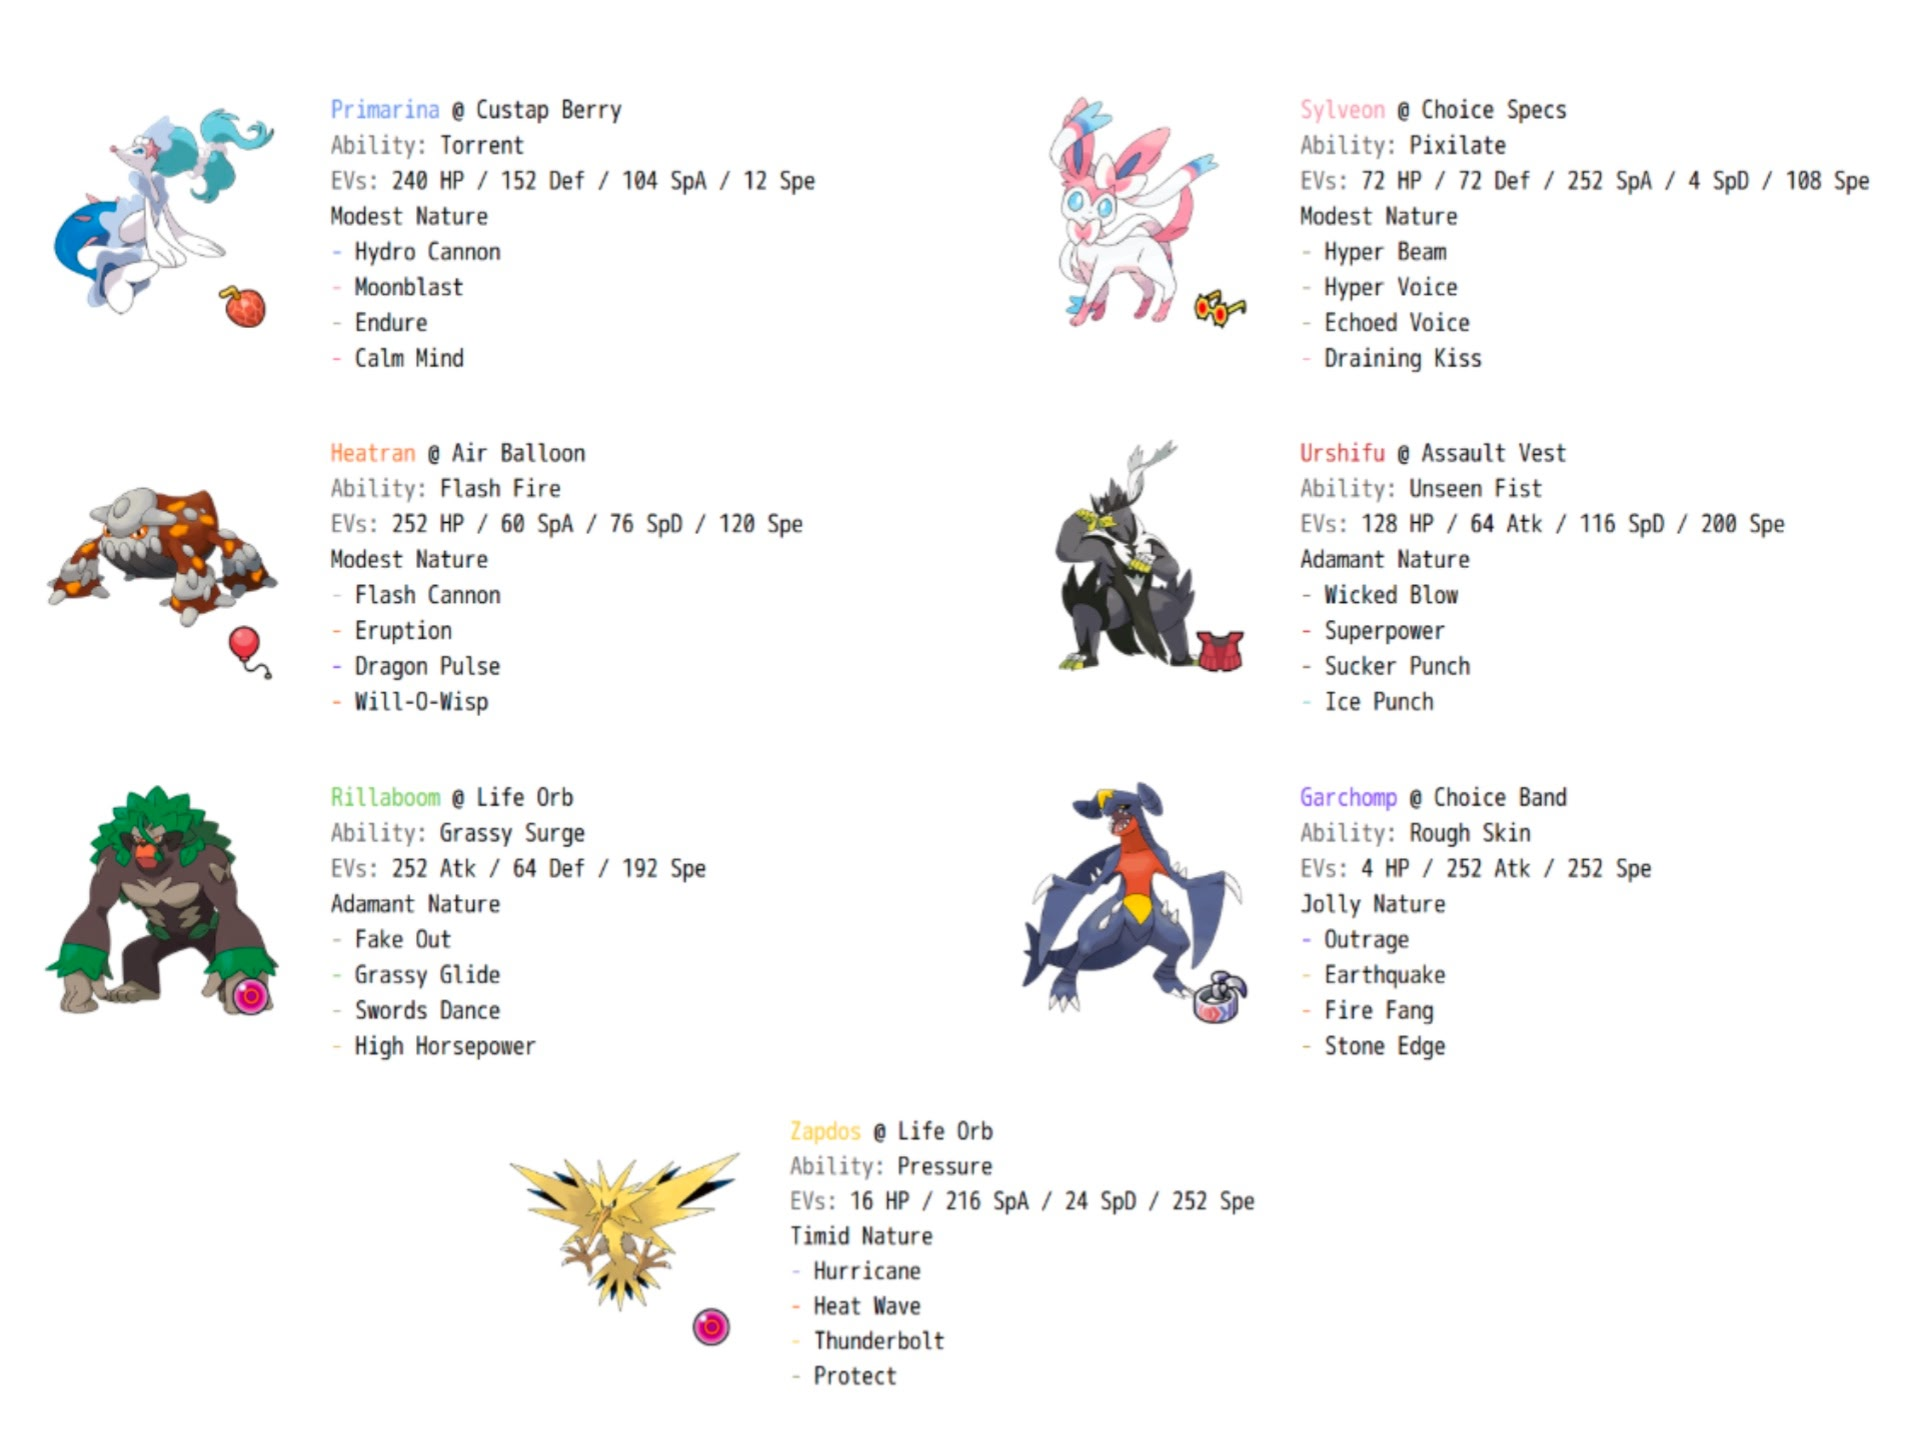 Primarina @ Custap Berry
Ability: Torrent
EVs: 240 HP / 152 Def / 104 SpA / 12 Spe
Modest Nature
- Hydro Cannon
- Moonblast
- Endure
- Calm Mind
Sylveon @ Choice Specs
Ability: Pixilate
EVs: 72 HP / 72 Def / 252 SpA / 4 SpD / 108 Spe
Modest Nature
- Hyper Beam
- Hyper Voice
- Echoed Voice
- Draining Kiss
Heatran @ Air Balloon
Ability: Flash Fire
EVs: 252 HP / 60 SpA / 76 SpD / 120 Spe
Modest Nature
- Flash Cannon
- Eruption
- Dragon Pulse
- Will-O-Wisp
Urshifu @ Assault Vest
Ability: Unseen Fist
EVs: 128 HP / 64 Atk / 116 SpD / 200 Spe
Adamant Nature
- Wicked Blow
- Superpower
- Sucker Punch
- Ice Punch
Rillaboom @ Life Orb
Ability: Grassy Surge
EVs: 252 Atk / 64 Def / 192 Spe
Adamant Nature
- Fake Out
- Grassy Glide
- Swords Dance
- High Horsepower
Garchomp @ Choice Band
Ability: Rough Skin
EVs: 4 HP / 252 Atk / 252 Spe
Jolly Nature
- Outrage
- Earthquake
- Fire Fang
- Stone Edge
Zapdos @ Life Orb
Ability: Pressure
EVs: 16 HP / 216 SpA / 24 SpD / 252 Spe
Timid Nature
- Hurricane
- Heat Wave
- Thunderbolt
- Protect